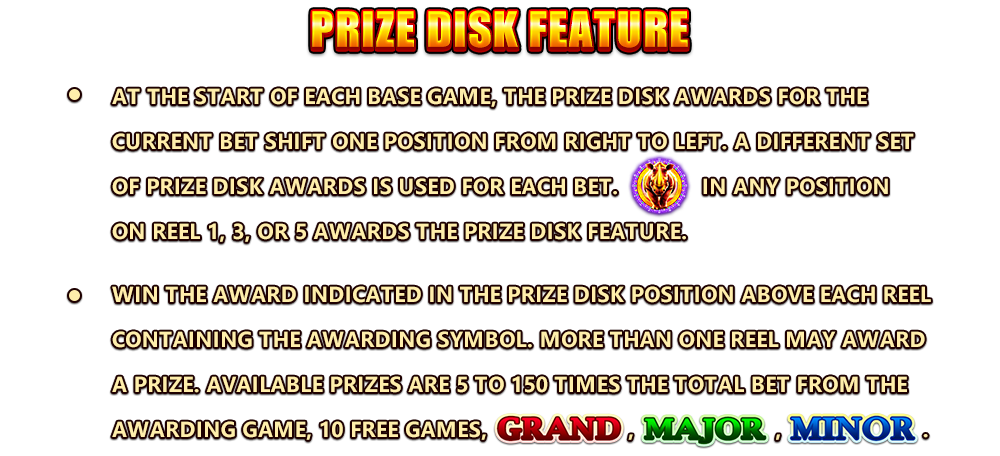 PRIZE DISK FEATURE
• AT THE START OF EACH BASE GAME, THE PRIZE DISK AWARDS FOR THE
CURRENT BET SHIFT ONE POSITION FROM RIGHT TO LEFT. A DIFFERENT SET
OF PRIZE DISK AWARDS IS USED FOR EACH BET. IN ANY POSITION
ON REEL 1, 3, OR 5 AWARDS THE PRIZE DISK FEATURE.
• WIN THE AWARD INDICATED IN THE PRIZE DISK POSITION ABOVE EACH REEL
CONTAINING THE AWARDING SYMBOL. MORE THAN ONE REEL MAY AWARD
A PRIZE. AVAILABLE PRIZES ARE 5 TO 150 TIMES THE TOTAL BET FROM THE
AWARDING GAME, 10 FREE GAMES, GRAND, MAJOR, MINOR.